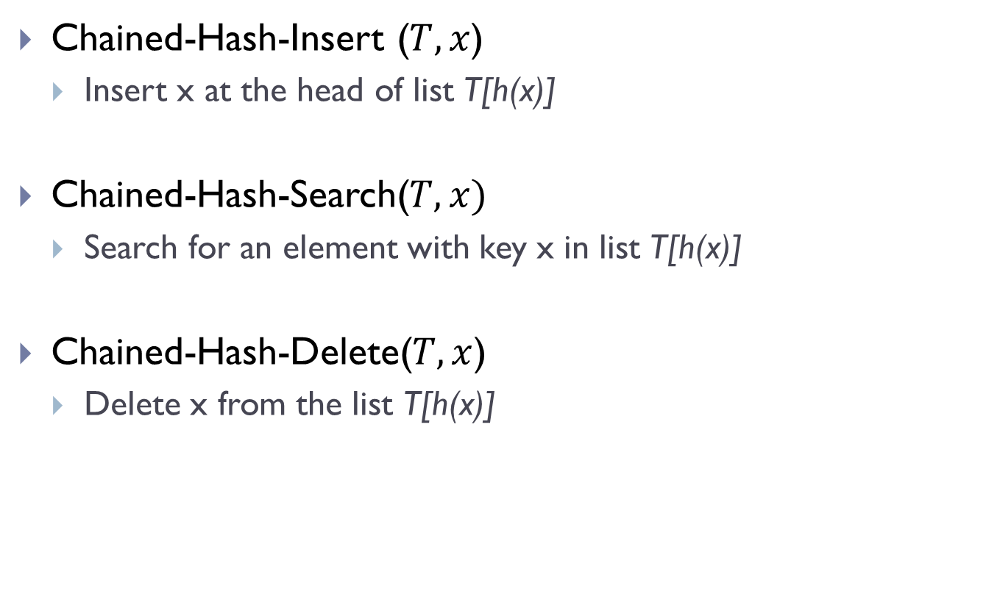 Chained-Hash-Insert (T, x)
Insert x at the head of list T[h(x)]
Chained-Hash-Search(T, x)
Search for an element with key x in list T[h(x)]
Chained-Hash-Delete(T, x)
Delete x from the list T[h(x)]